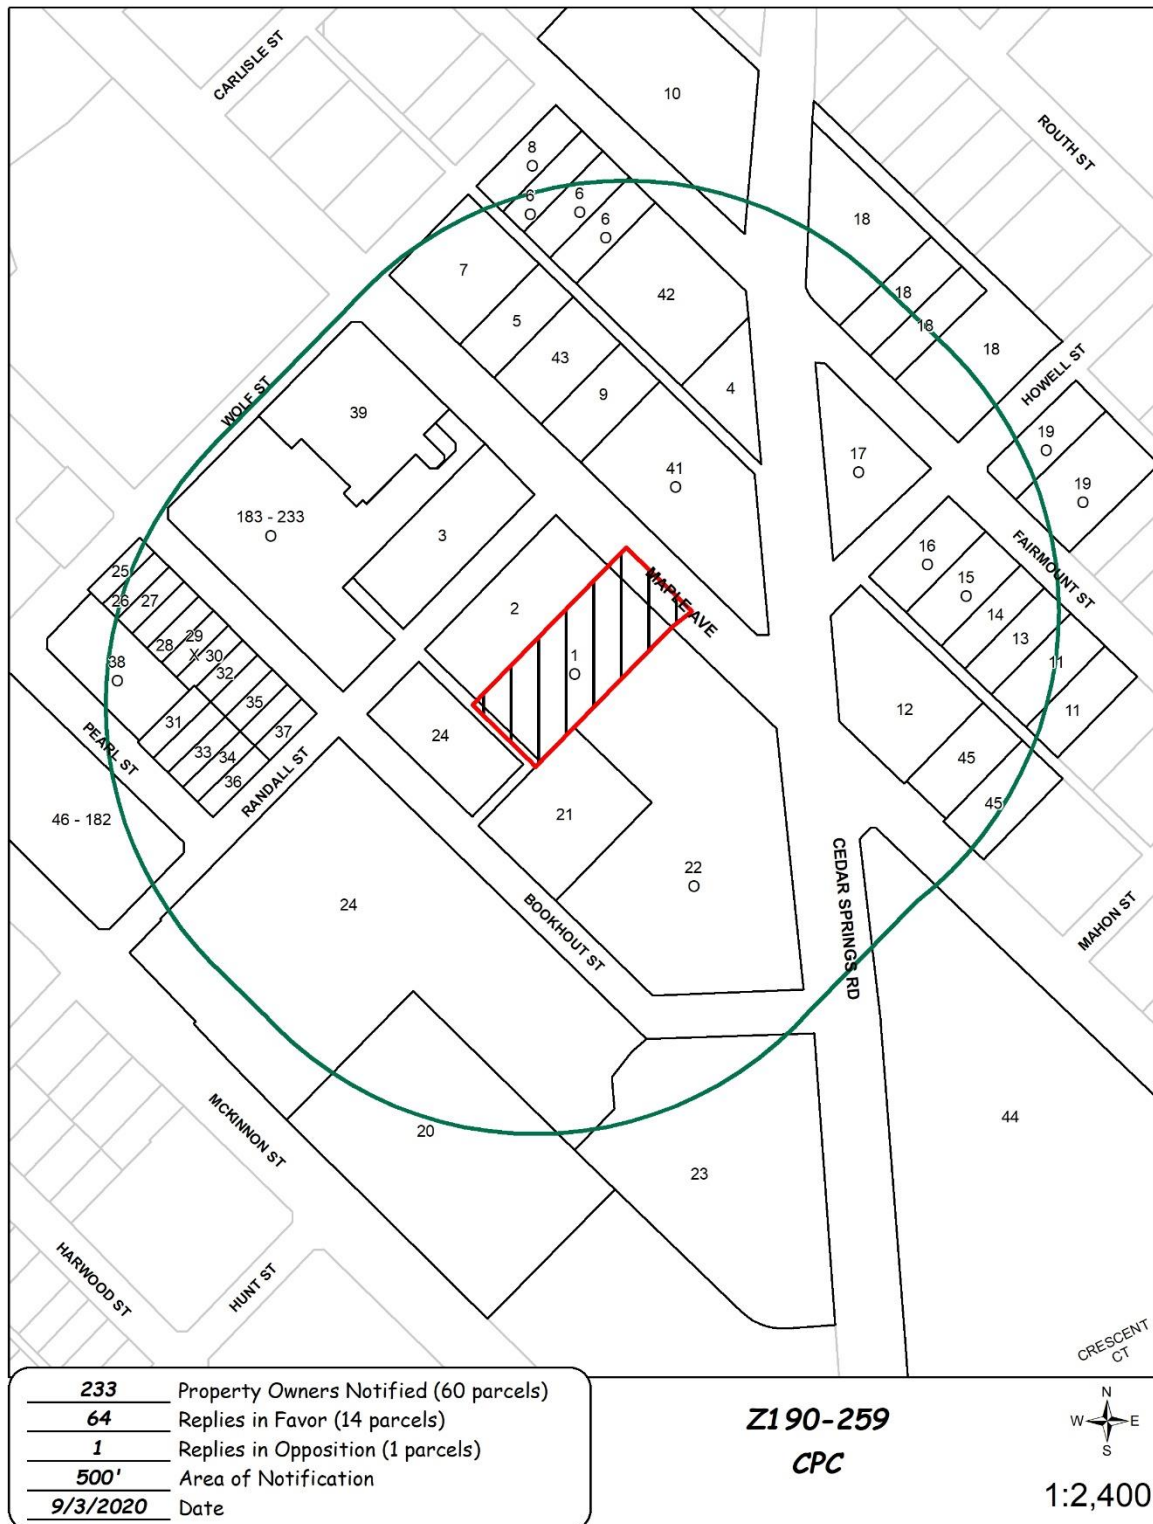 CARLISLE ST
10
ROUTH ST
8
O
6
O
6
O
6
O
18
7
42
18
5
18
43
18
HOWELL ST
9
4
WOLF ST
39
19
O
41
O
17
O
19
O
183 - 233
O
3
16
O
FAIRMOUNT ST
25
MAPLE AVE
15
O
26
27
2
14
29
28
X
30
13
38
O
32
1
O
11
35
12
11
31
24
37
PEARL ST
33
34
45
36
RANDALL ST
45
46 - 182
21
22
O
CEDAR SPRINGS RD
24
BOOKHOUT ST
MAHON ST
MCKINNON ST
20
44
23
HARWOOD ST
HUNT ST
CRESCENT
CT
233 Property Owners Notified (60 parcels)
64 Replies in Favor (14 parcels)
1 Replies in Opposition (1 parcels)
500' Area of Notification
9/3/2020 Date
Z190-259
CPC
N
W E
S
1:2,400